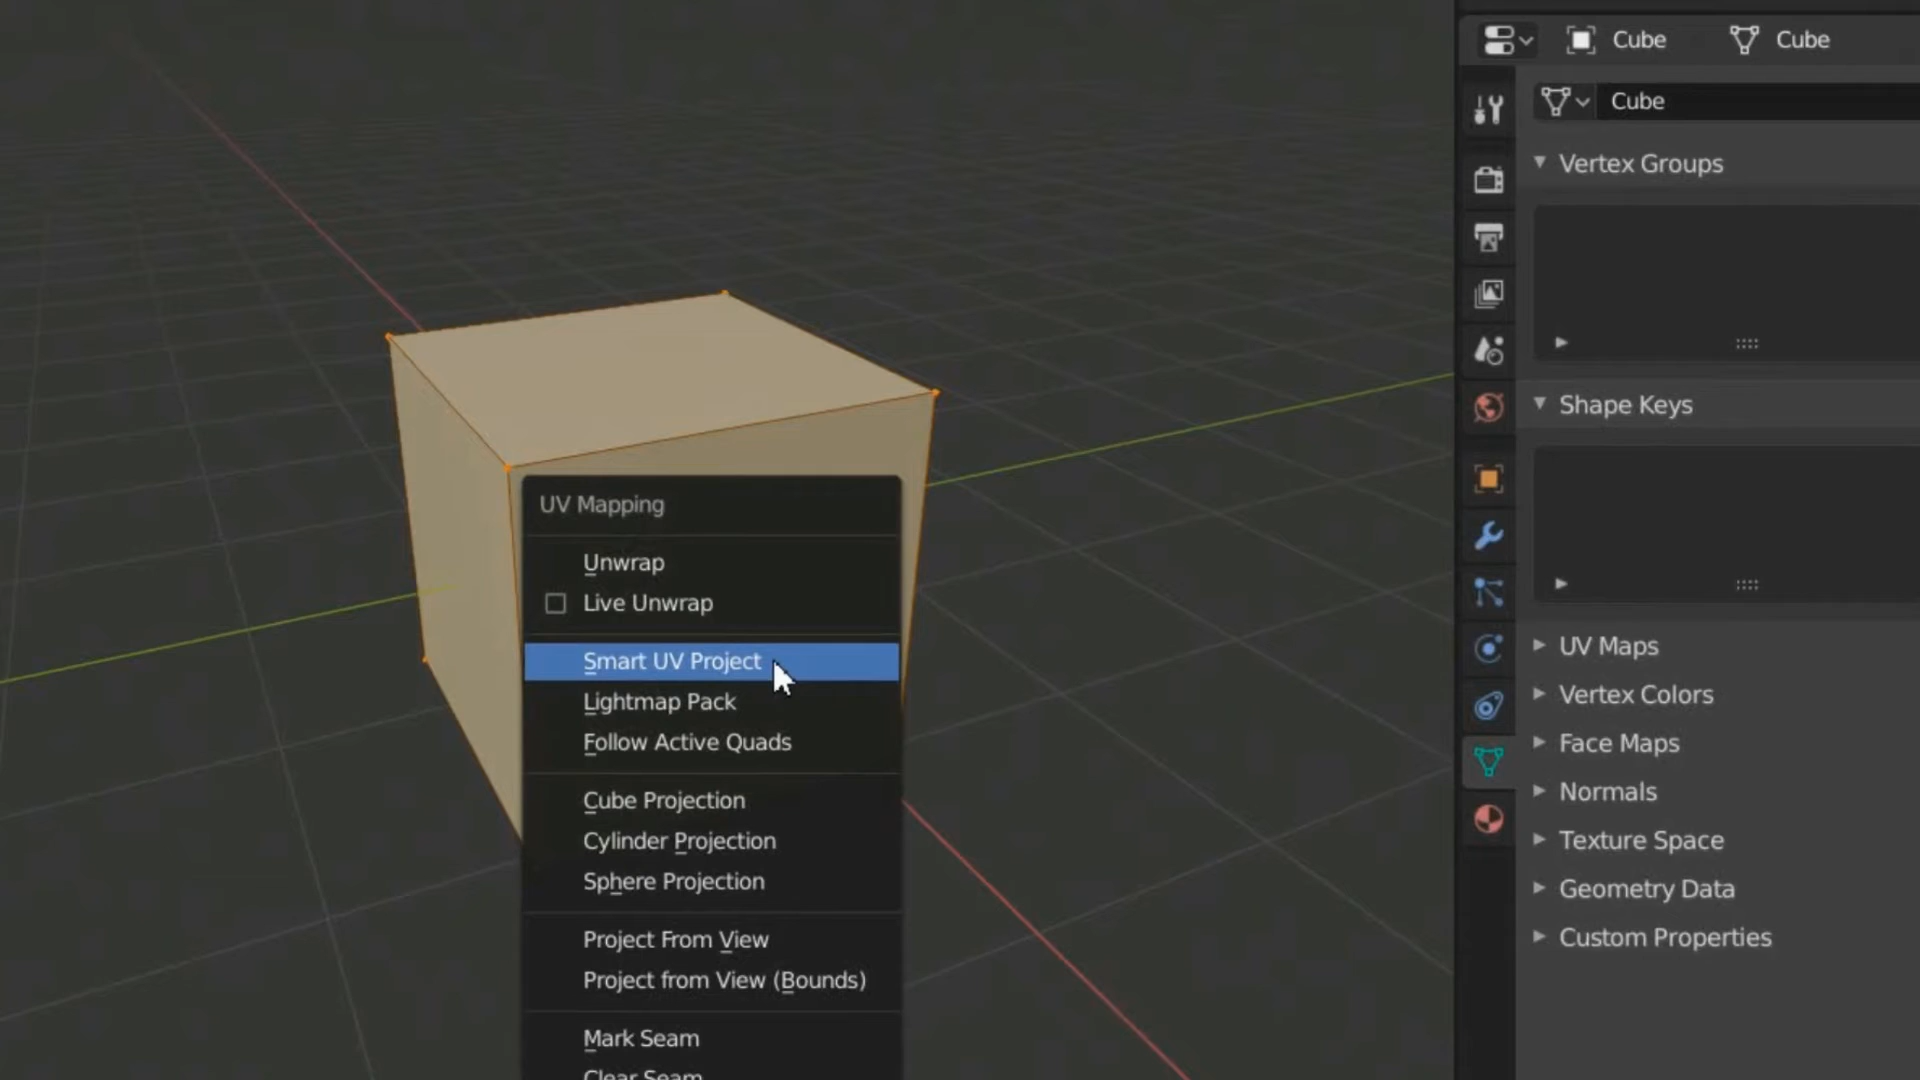 Cube Cube
Cube
Vertex Groups
Shape Keys
UV Maps
Vertex Colors
Face Maps
Normals
Texture Space
Geometry Data
Custom Properties
UV Mapping
Unwrap
Live Unwrap
Smart UV Project
Lightmap Pack
Follow Active Quads
Cube Projection
Cylinder Projection
Sphere Projection
Project From View
Project from View (Bounds)
Mark Seam
Clear Seam